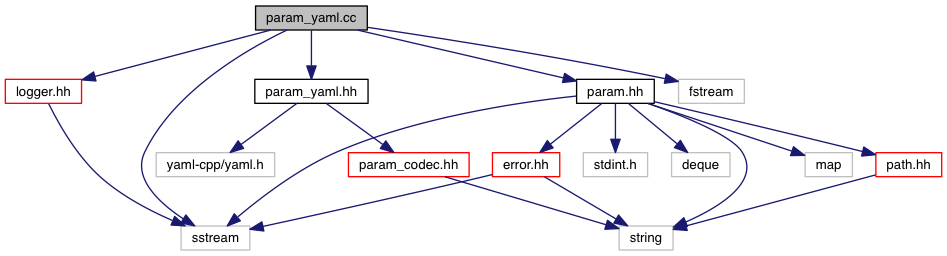 param_yaml.cc
logger.hh
param_yaml.hh
param.hh
fstream
yaml-cpp/yaml.h
param_codec.hh
error.hh
stdint.h
deque
map
path.hh
sstream
string